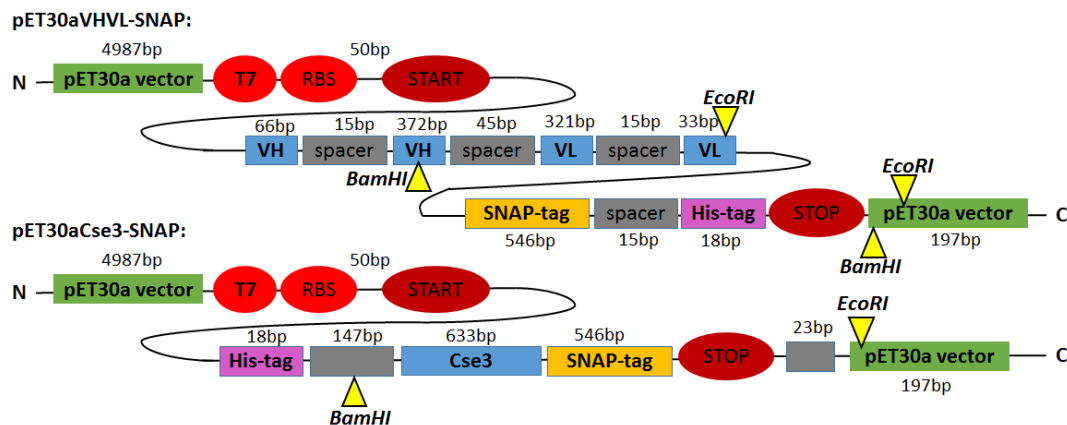 pET30aVHVL-SNAP:
4987bp 50bp
N pET30a vector T7 RBS START
66bp 15bp 372bp 45bp 321bp 15bp 33bp EcoRI
VH spacer VH spacer VL spacer VL
BamHI
EcoRI
SNAP-tag spacer His-tag STOP pET30a vector C
546bp 15bp 18bp 197bp
BamHI
pET30aCse3-SNAP:
4987bp 50bp
N pET30a vector T7 RBS START
EcoRI
18bp 147bp 633bp 546bp 23bp
His-tag Cse3 SNAP-tag STOP pET30a vector C
197bp
BamHI